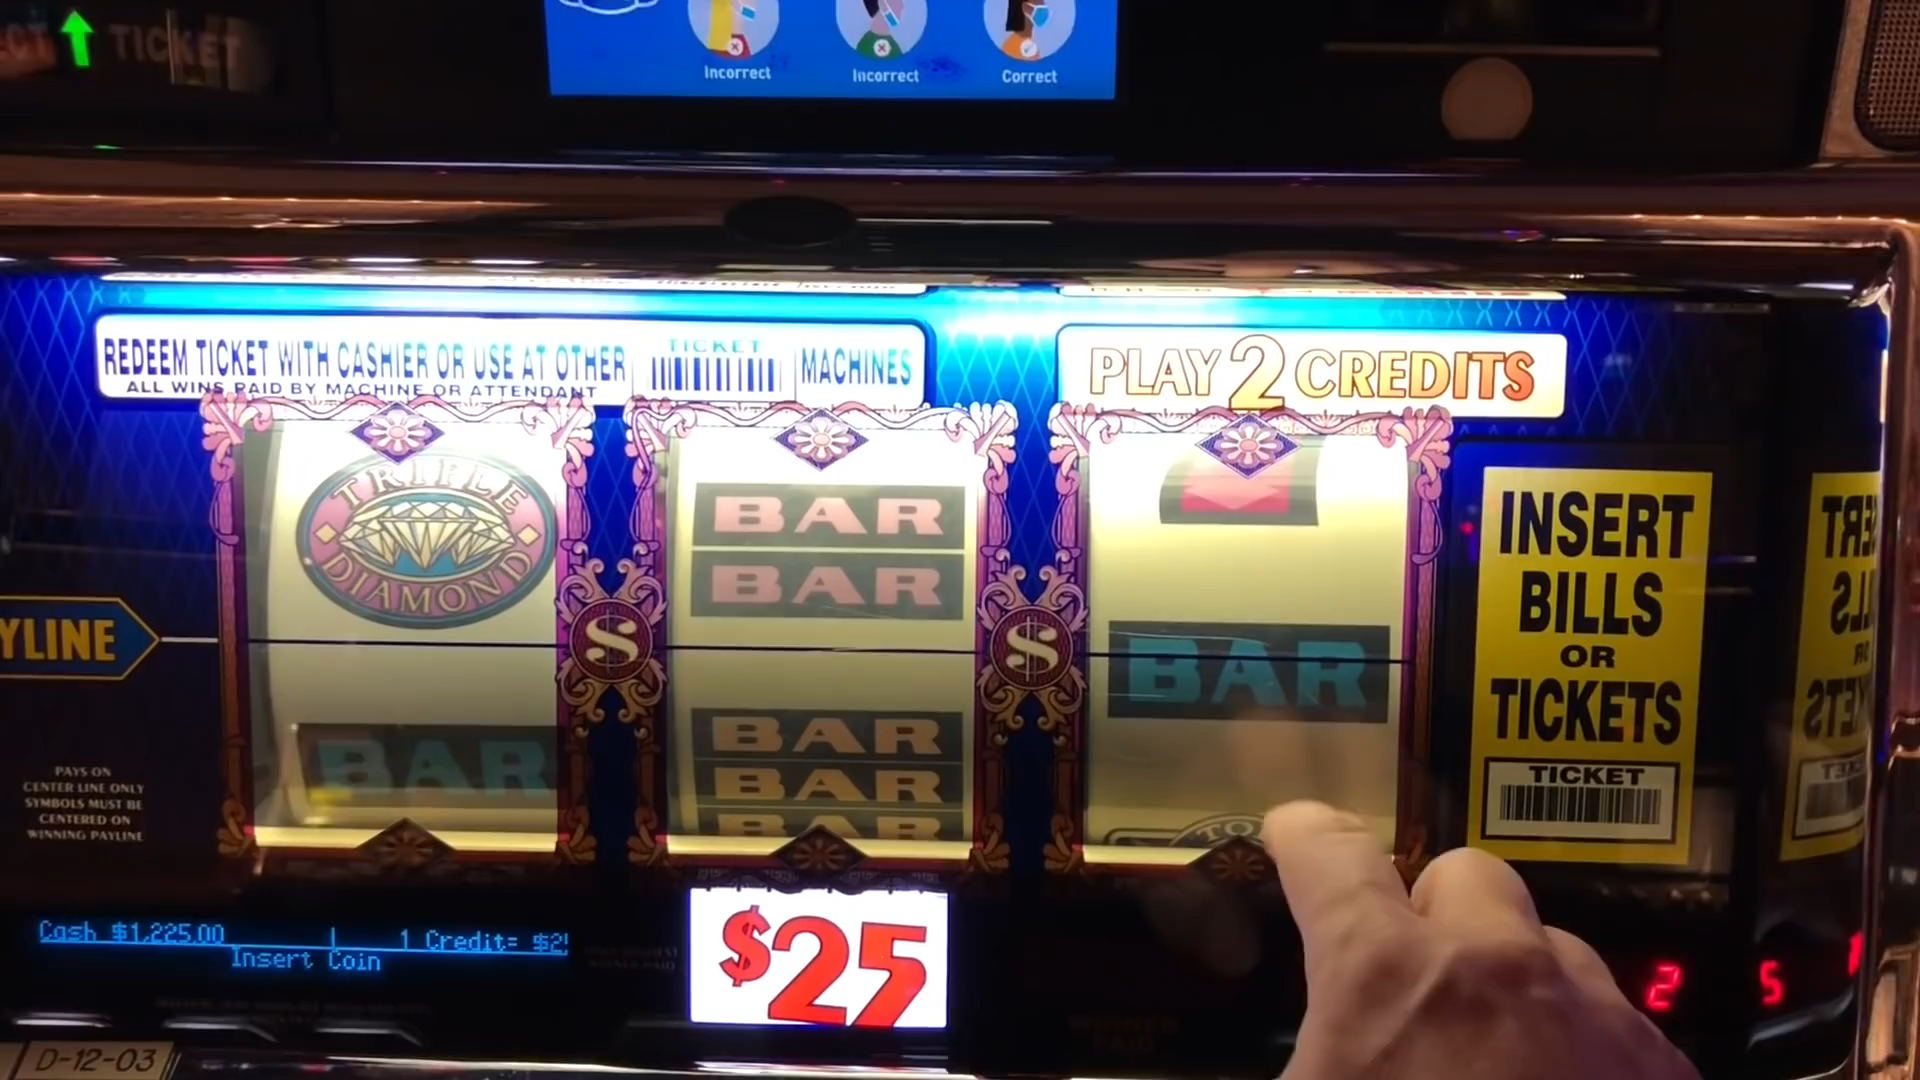 TICKET
Incorrect
Incorrect
Correct
REDEEM TICKET WITH CASHIER OR USE AT OTHER
TICKET
MACHINES
ALL WINS PAID BY MACHINE OR ATTENDANT
PLAY 2 CREDITS
TRIPLE
DIAMOND
BAR
BAR
BAR
BAR
BAR
BAR
BAR
$
$
YLINE
PAYS ON
CENTER LINE ONLY
SYMBOLS MUST BE
CENTERED ON
WINNING PAYLINE
INSERT
BILLS
OR
TICKETS
TICKET
Cash $1,225.00
1 Credit= $2
Insert Coin
$25
2 5
D-12-03